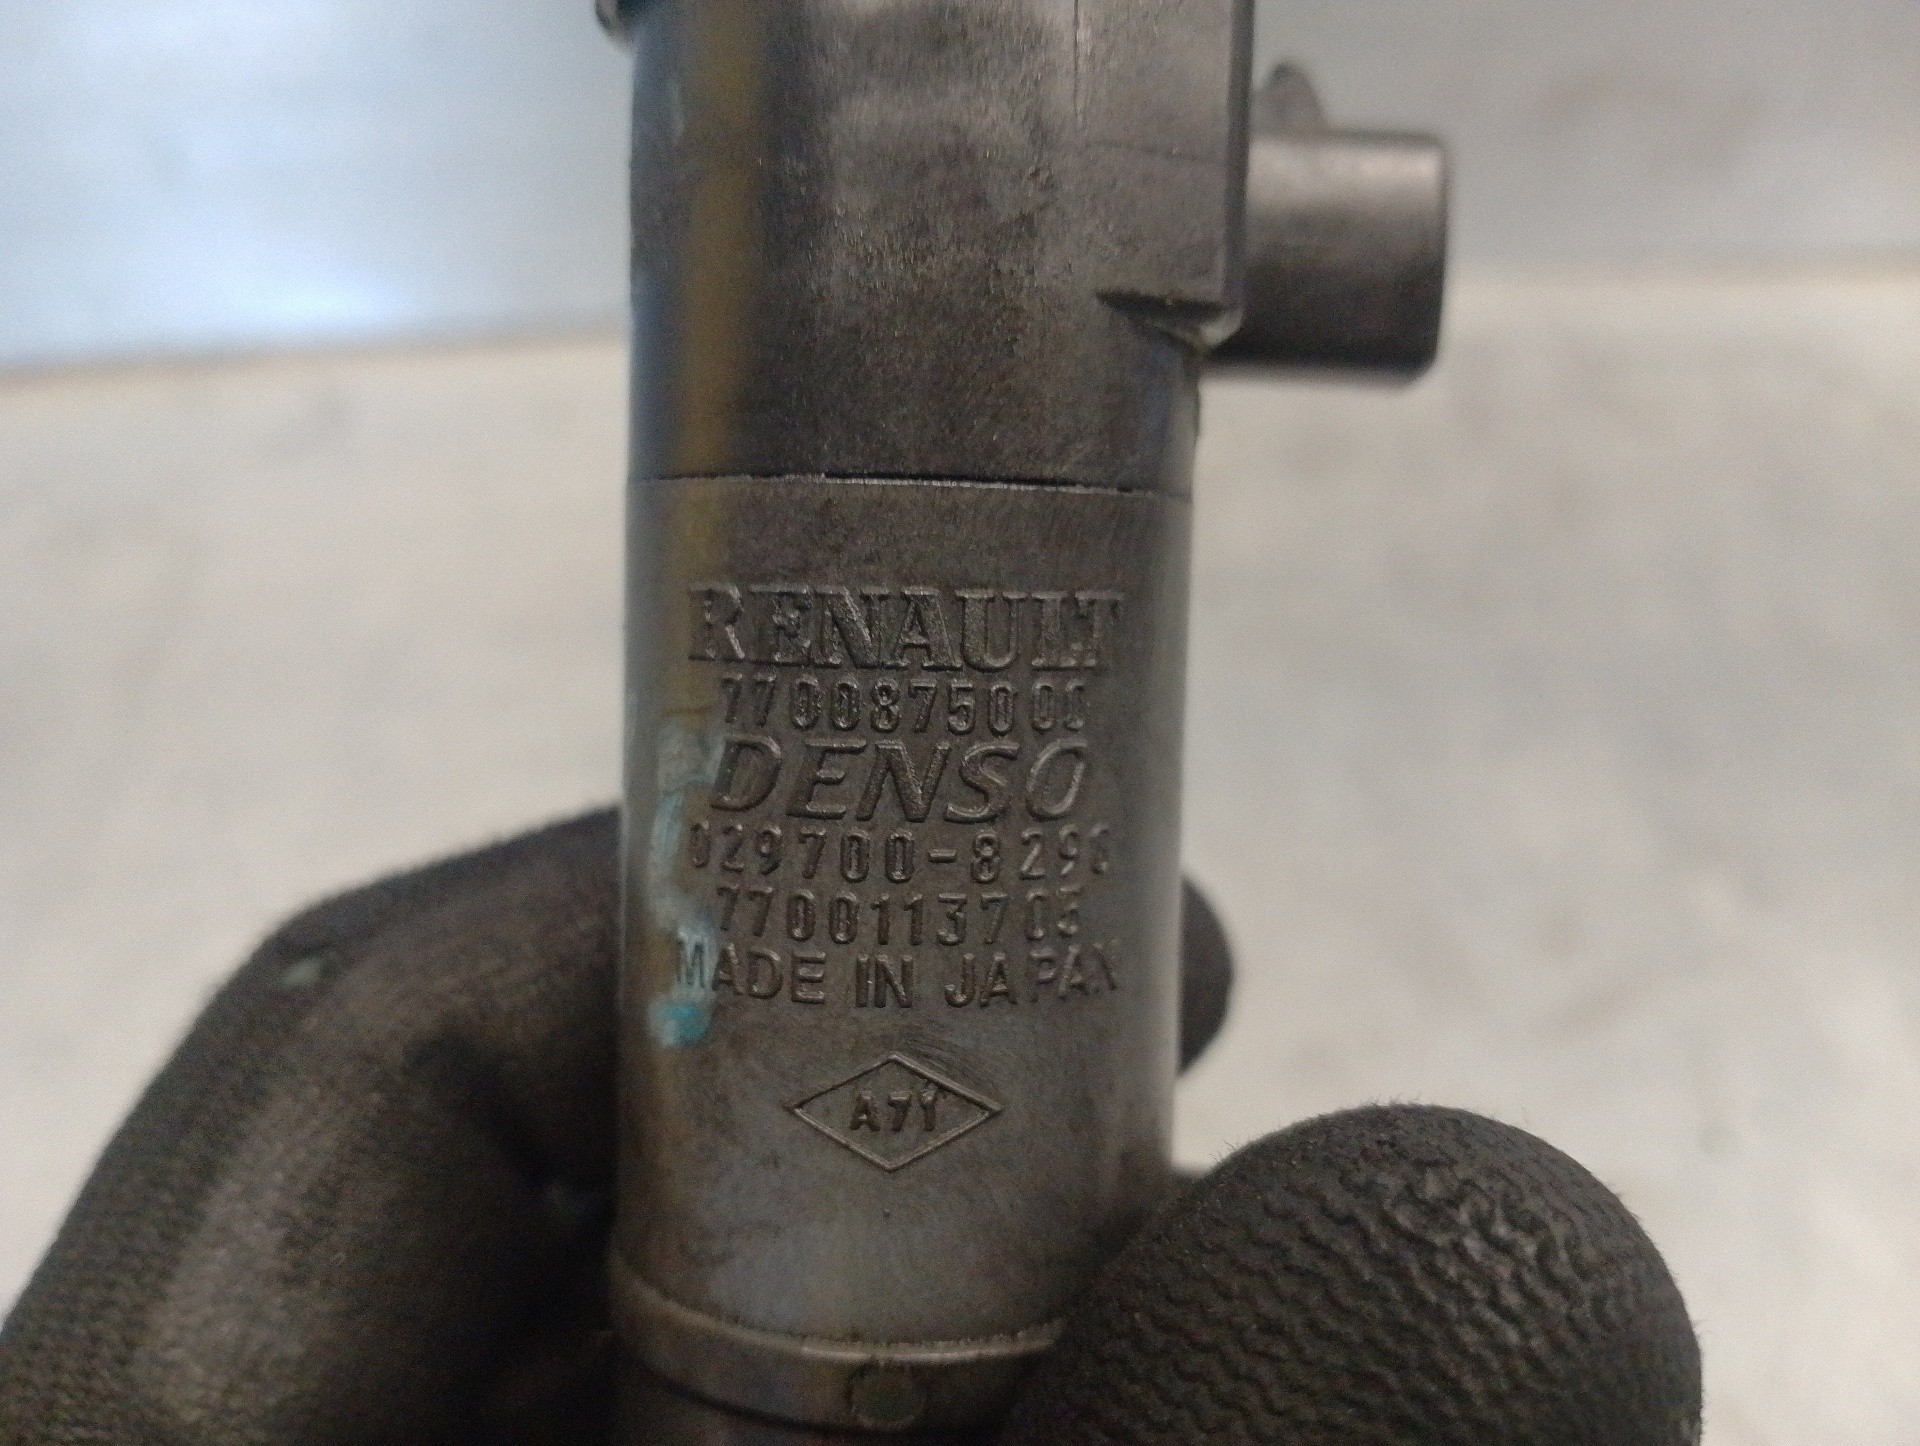 RENAULT
7700875000
DENSO
029700-8290
7700113705
MADE IN JAPAN
A71